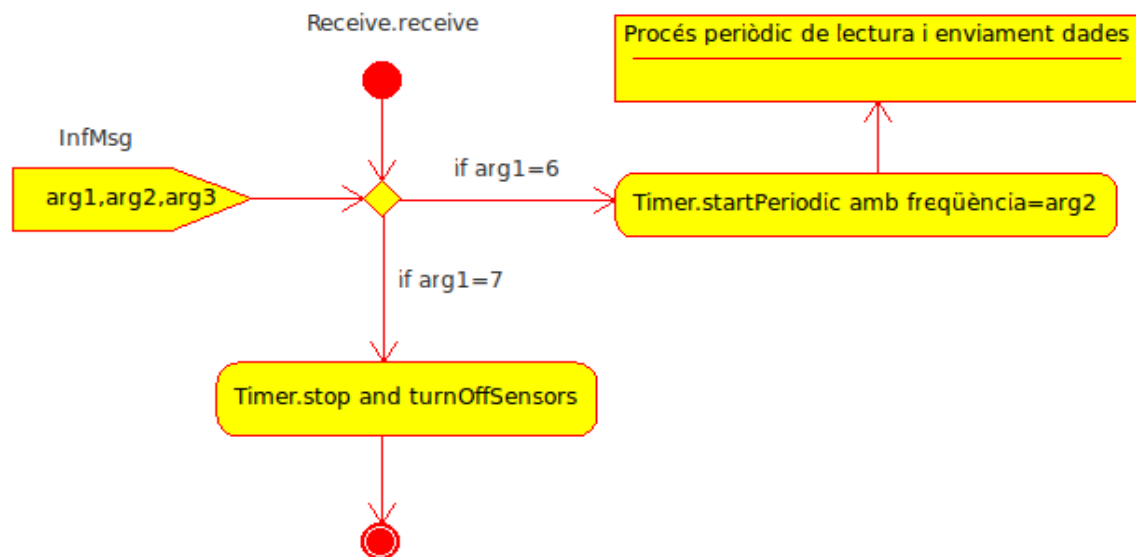 Receive.receive
Procés periòdic de lectura i enviament dades
InfMsg
arg1,arg2,arg3
if arg1=6
Timer.startPeriodic amb freqüència=arg2
if arg1=7
Timer.stop and turnOffSensors